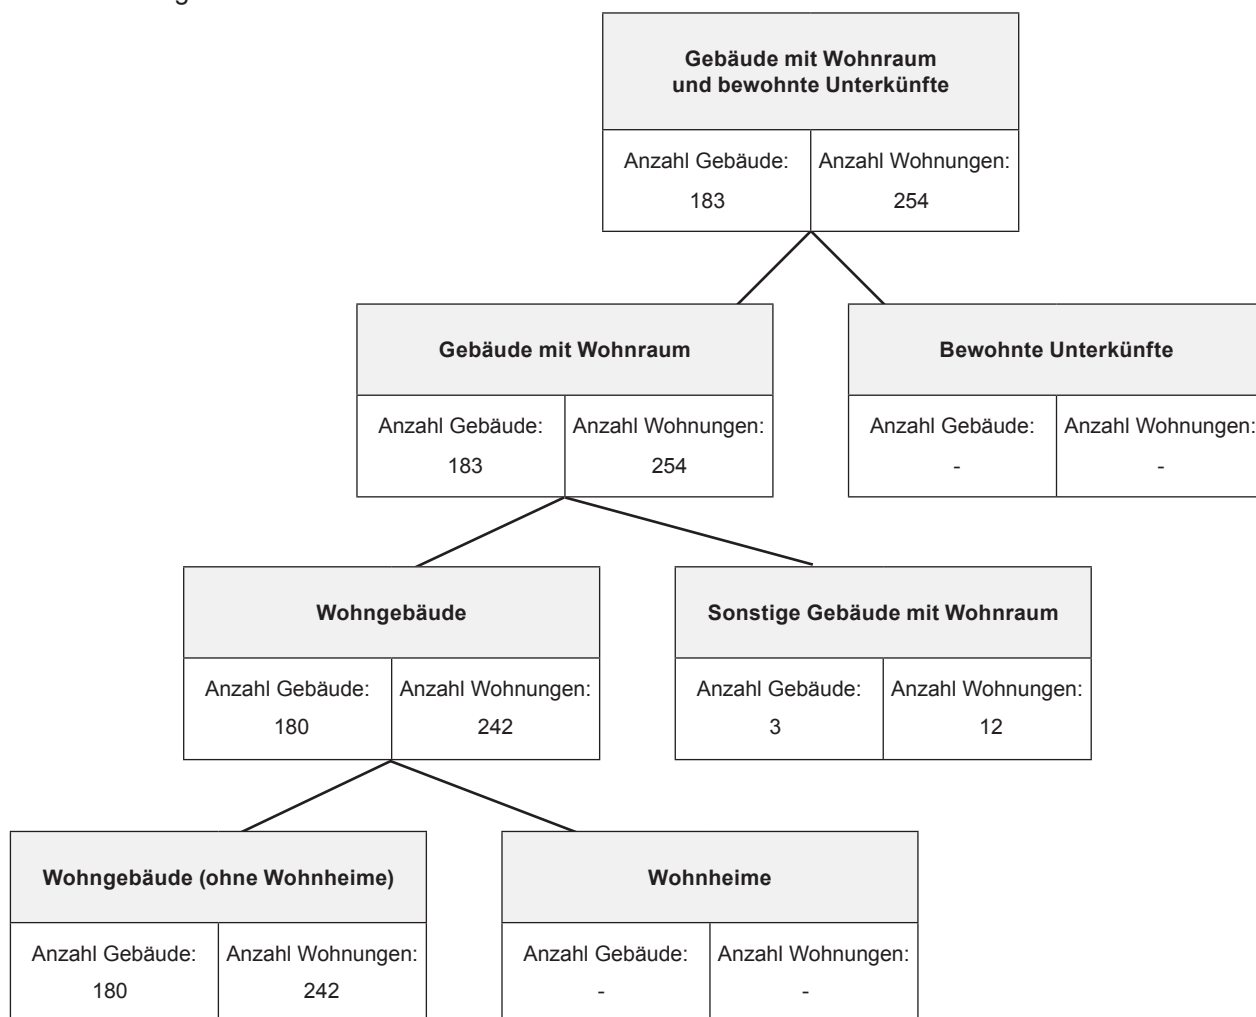 Gebäude mit Wohnraum
und bewohnte Unterkünfte
Anzahl Gebäude: Anzahl Wohnungen:
183 254
Gebäude mit Wohnraum
Bewohnte Unterkünfte
Anzahl Gebäude: Anzahl Wohnungen:
183 254
Anzahl Gebäude: Anzahl Wohnungen:
- -
Wohngebäude
Sonstige Gebäude mit Wohnraum
Anzahl Gebäude: Anzahl Wohnungen:
180 242
Anzahl Gebäude: Anzahl Wohnungen:
3 12
Wohngebäude (ohne Wohnheime)
Wohnheime
Anzahl Gebäude: Anzahl Wohnungen:
180 242
Anzahl Gebäude: Anzahl Wohnungen:
- -